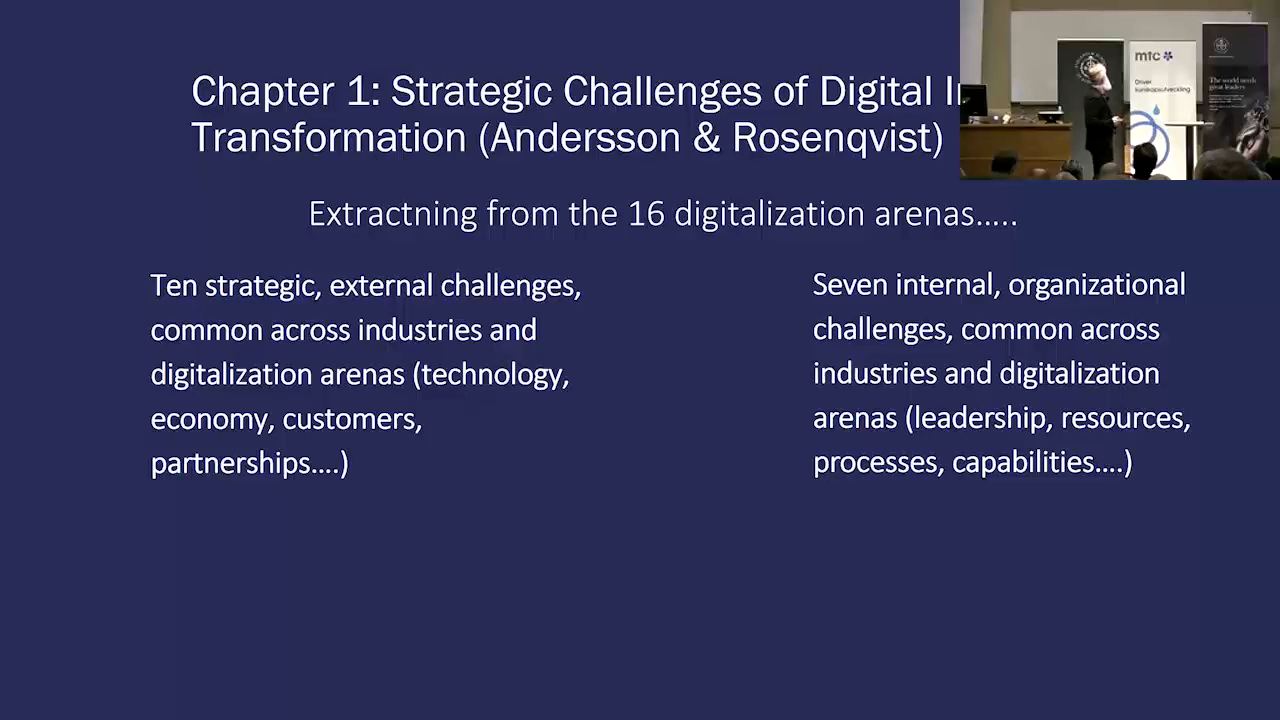 Chapter 1: Strategic Challenges of Digital
Transformation (Andersson & Rosenqvist)
Extractning from the 16 digitalization arenas.....
Ten strategic, external challenges,
common across industries and
digitalization arenas (technology,
economy, customers,
partnerships....)
Seven internal, organizational
challenges, common across
industries and digitalization
arenas (leadership, resources,
processes, capabilities....)
mtc
Driver
kunskapsutveckling
The world needs
great leaders